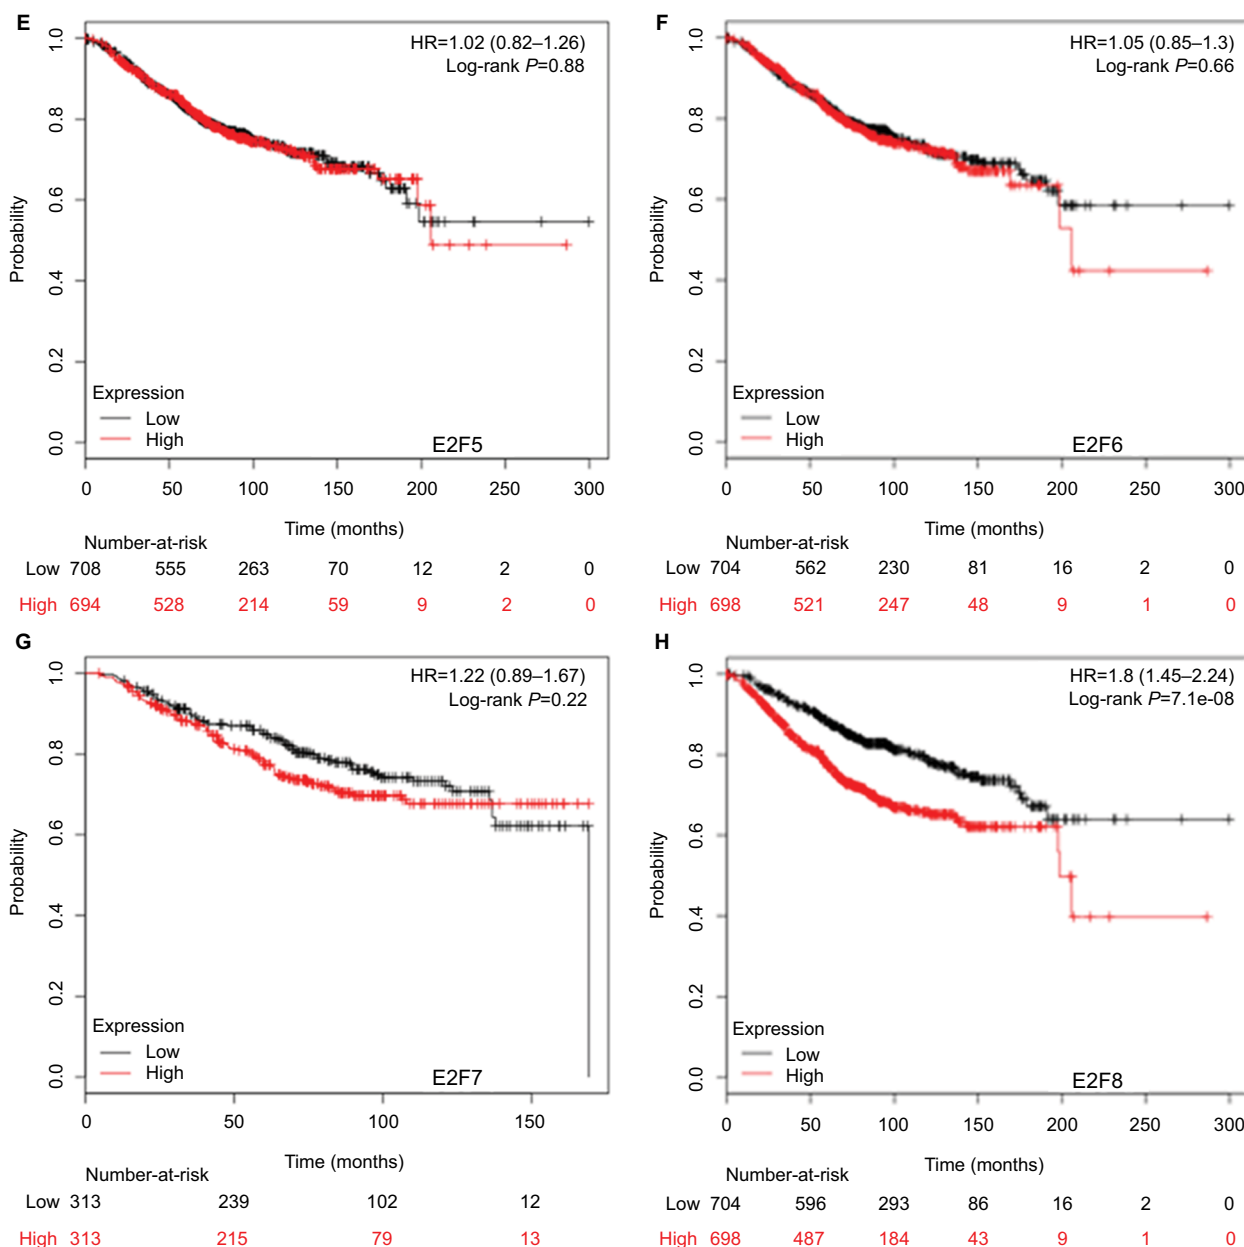 E
HR=1.02 (0.82–1.26)
Log-rank P=0.88
Probability
1.0
0.8
0.6
0.4
0.2
0.0
Expression
Low
High
E2F5
0 50 100 150 200 250 300
Time (months)
Number-at-risk
Low 708 555 263 70 12 2 0
High 694 528 214 59 9 2 0
F
HR=1.05 (0.85–1.3)
Log-rank P=0.66
Probability
1.0
0.8
0.6
0.4
0.2
0.0
Expression
Low
High
E2F6
0 50 100 150 200 250 300
Time (months)
Number-at-risk
Low 704 562 230 81 16 2 0
High 698 521 247 48 9 1 0
G
HR=1.22 (0.89–1.67)
Log-rank P=0.22
Probability
1.0
0.8
0.6
0.4
0.2
0.0
Expression
Low
High
E2F7
0 50 100 150
Time (months)
Number-at-risk
Low 313 239 102 12
High 313 215 79 13
H
HR=1.8 (1.45–2.24)
Log-rank P=7.1e-08
Probability
1.0
0.8
0.6
0.4
0.2
0.0
Expression
Low
High
E2F8
0 50 100 150 200 250 300
Time (months)
Number-at-risk
Low 704 596 293 86 16 2 0
High 698 487 184 43 9 1 0